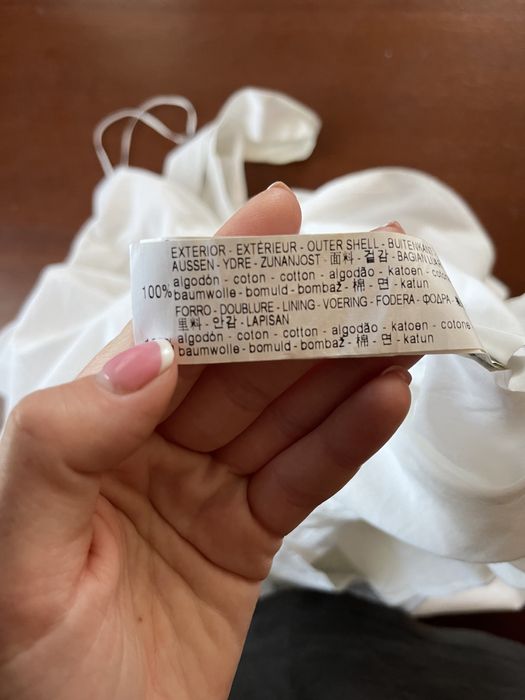 EXTERIOR - EXTÉRIEUR - OUTER SHELL - BUITENKANT
AUSSEN - YDRE - ZUNANJOST - 面料 - 겉감 - BAGIAN LUAR
100% algodón - coton - cotton - algodão - katoen - cotone
baumwolle - bomuld - bombaž - 棉 - 면 - katun
FORRO - DOUBLURE - LINING - VOERING - FODERA - ΦΟΔΡΑ
里料 - 안감 - LAPISAN
algodón - coton - cotton - algodão - katoen - cotone
baumwolle - bomuld - bombaž - 棉 - 면 - katun